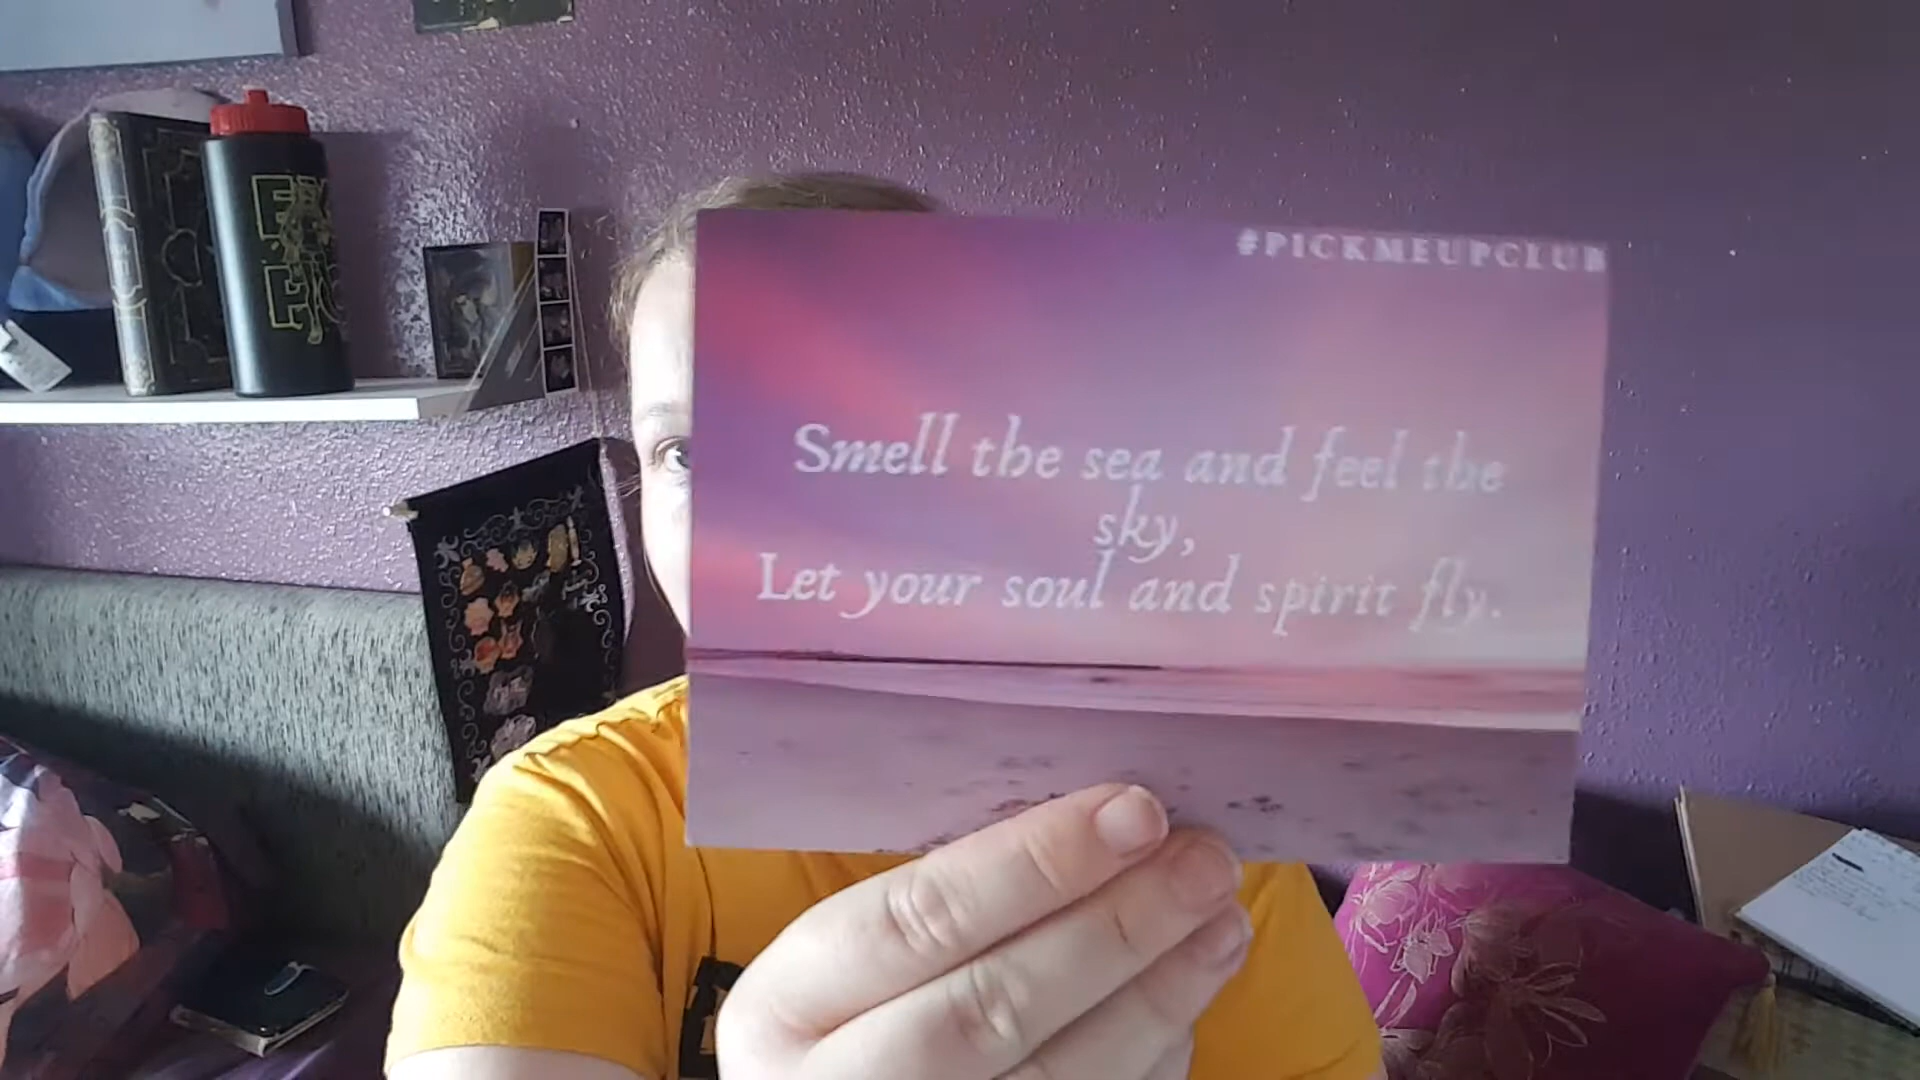 #PICKMEUPCLUB
Smell the sea and feel the
sky,
Let your soul and spirit fly.